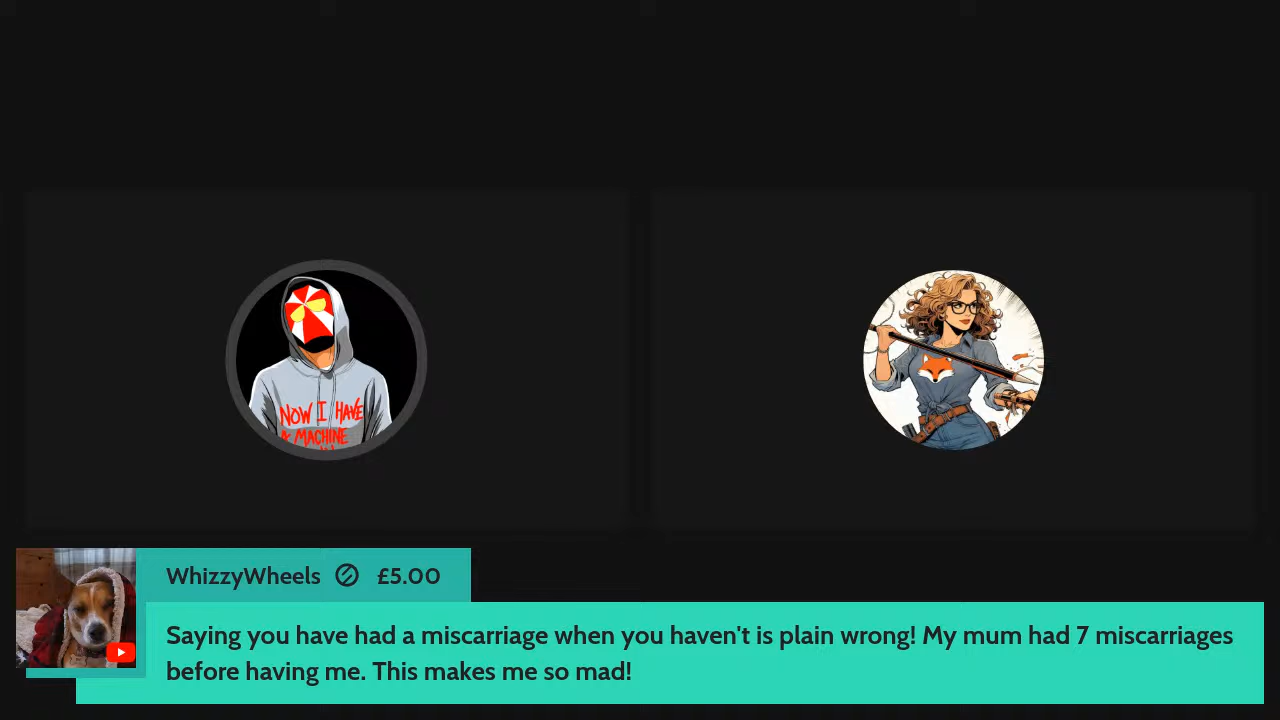 NOW I HAVE
A MACHINE
WhizzyWheels £5.00
Saying you have had a miscarriage when you haven't is plain wrong! My mum had 7 miscarriages
before having me. This makes me so mad!